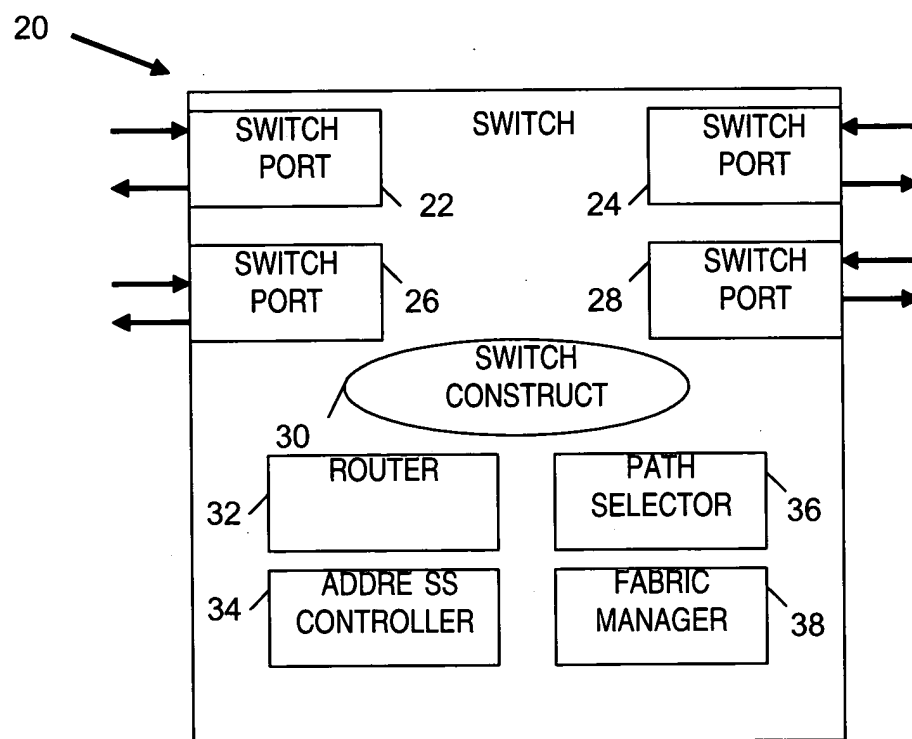 20
SWITCH
PORT
SWITCH
SWITCH
PORT
22
24
SWITCH
PORT
SWITCH
PORT
26
28
SWITCH
CONSTRUCT
30
ROUTER
32
PATH
SELECTOR
36
ADDRE SS
CONTROLLER
34
FABRIC
MANAGER
38